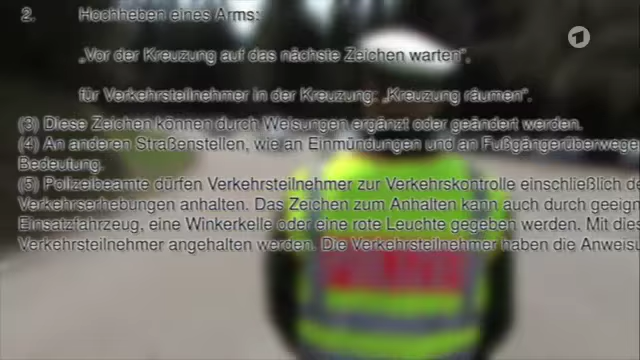 2. Hochheben eines Arms:
„Vor der Kreuzung auf das nächste Zeichen warten“,
für Verkehrsteilnehmer in der Kreuzung: „Kreuzung räumen“.
(3) Diese Zeichen können durch Weisungen ergänzt oder geändert werden.
(4) An anderen Straßenstellen, wie an Einmündungen und an Fußgängerüberwege
Bedeutung.
(5) Polizeibeamte dürfen Verkehrsteilnehmer zur Verkehrskontrolle einschließlich d
Verkehrserhebungen anhalten. Das Zeichen zum Anhalten kann auch durch geeign
Einsatzfahrzeug, eine Winkerkelle oder eine rote Leuchte gegeben werden. Mit dies
Verkehrsteilnehmer angehalten werden. Die Verkehrsteilnehmer haben die Anweisu